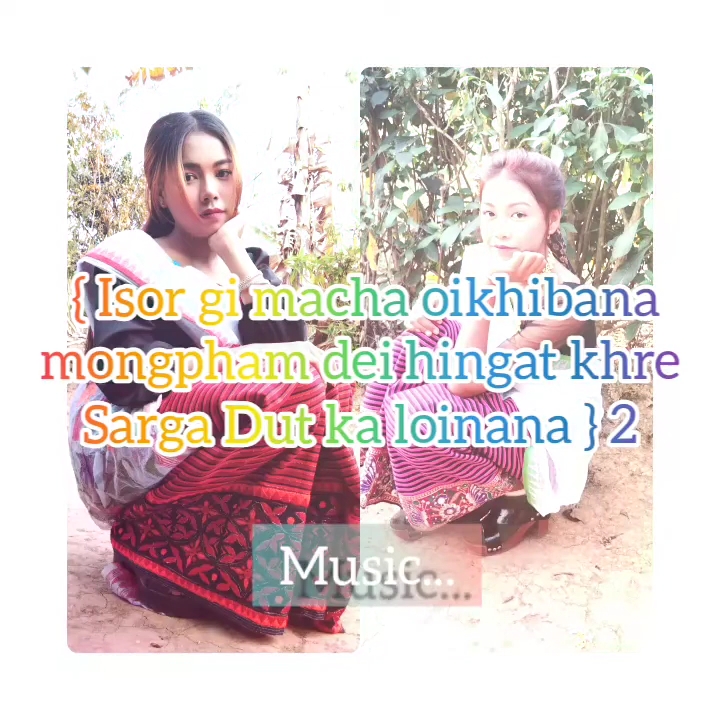 { Isor gi macha oikhibana
mongpham dei hingat khre
Sarga Dut ka loinana } 2
Music...